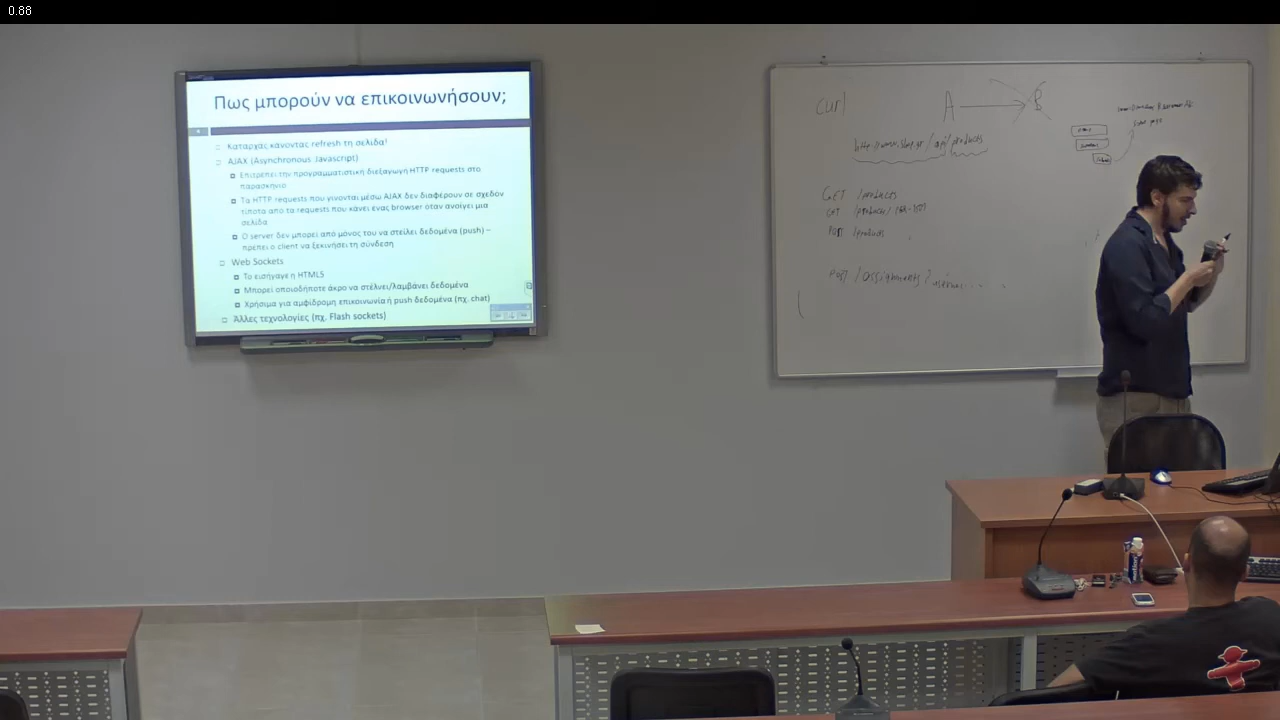 0.88
Πως μπορούν να επικοινωνήσουν;
Καταρχάς κάνοντας refresh τη σελίδα!
AJAX (Asynchronous Javascript)
Επιτρέπει την προγραμματιστική διεξαγωγή HTTP requests στο
παρασκήνιο
Τα HTTP requests που γίνονται μέσω AJAX δεν διαφέρουν σε σχεδόν
τίποτα από τα requests που κάνει ένας browser όταν ανοίγει μια
σελίδα
Ο server δεν μπορεί από μόνος του να στείλει δεδομένα (push) –
πρέπει ο client να ξεκινήσει τη σύνδεση
Web Sockets
Το εισήγαγε η HTML5
Μπορεί οποιοδήποτε άκρο να στέλνει/λαμβάνει δεδομένα
Χρήσιμα για αμφίδρομη επικοινωνία ή push δεδομένα (πχ. chat)
Άλλες τεχνολογίες (πχ. Flash sockets)
curl
A B
/api/products
GET /products
GET /products/
POST /products
POST /assignments?